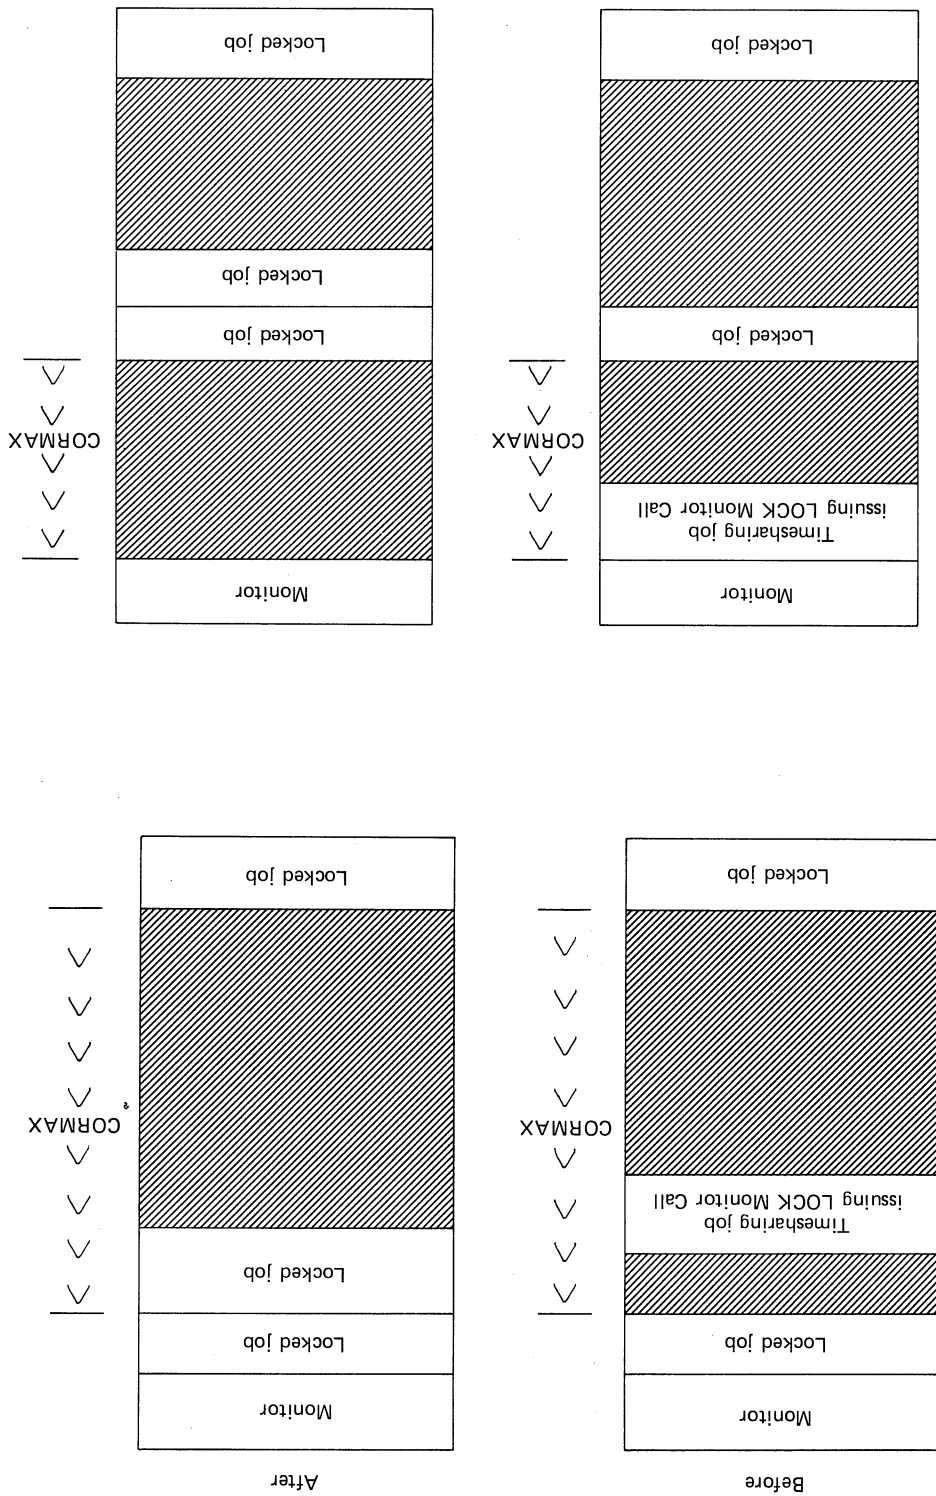 Before
Monitor
Locked job
Timesharing job
issuing LOCK Monitor Call
CORMAX
Locked job
After
Monitor
Locked job
Locked job
CORMAX
Locked job
Monitor
Timesharing job
issuing LOCK Monitor Call
CORMAX
Locked job
Locked job
Monitor
CORMAX
Locked job
Locked job
Locked job